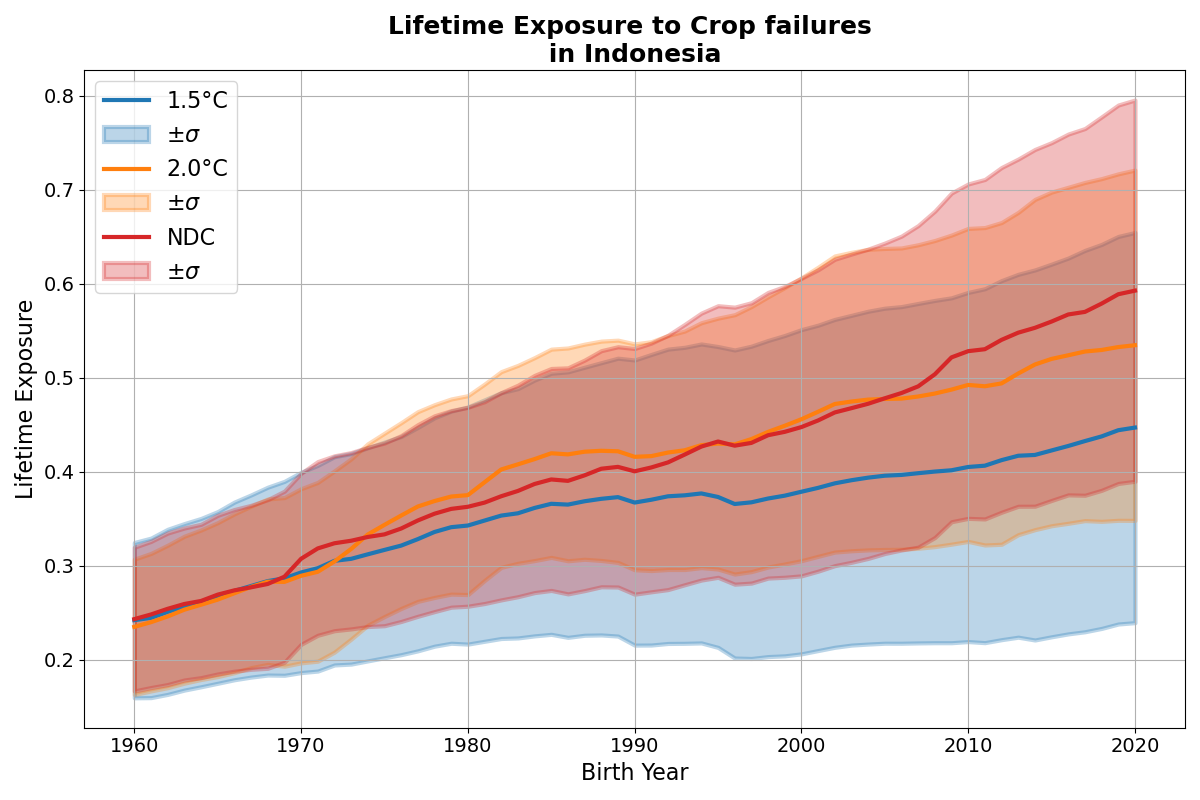 Lifetime Exposure to Crop failures
in Indonesia
1.5°C
±σ
2.0°C
±σ
NDC
±σ
Lifetime Exposure
0.8
0.7
0.6
0.5
0.4
0.3
0.2
1960 1970 1980 1990 2000 2010 2020
Birth Year